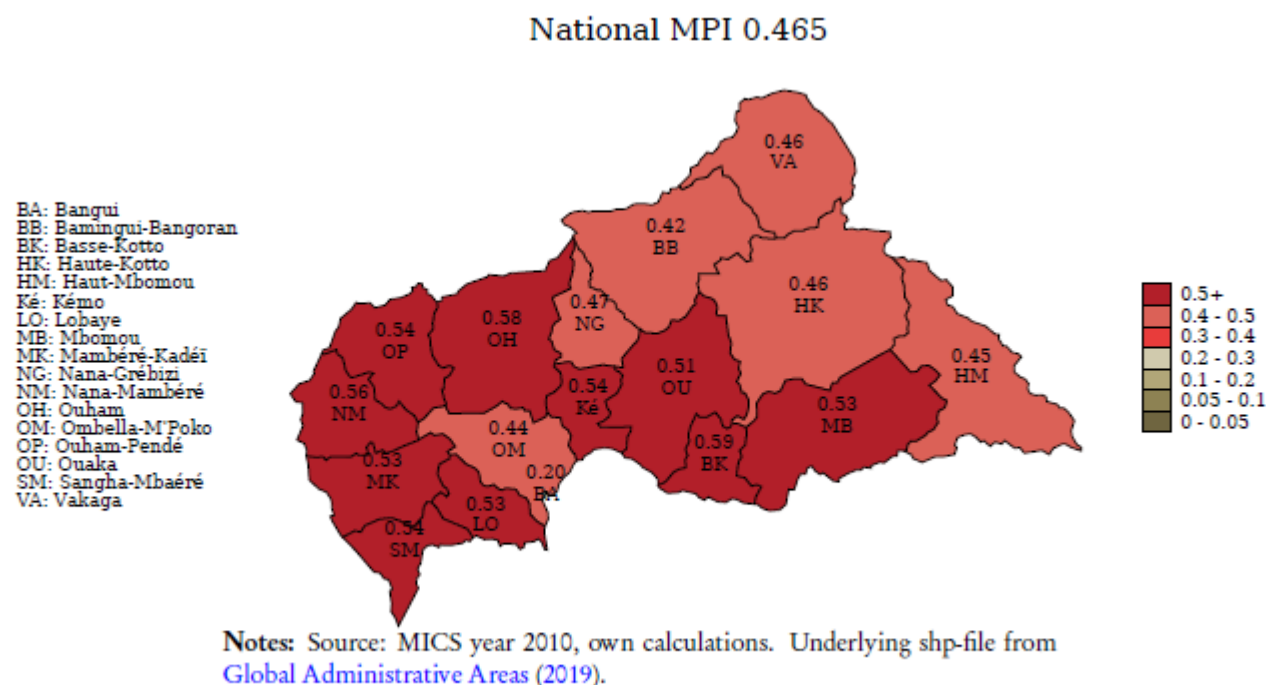 National MPI 0.465
0.46
VA
BA: Bangui
BB: Bamingui-Bangoran
BK: Basse-Kotto
HK: Haute-Kotto
HM: Haut-Mbomou
Ké: Kémo
LO: Lobaye
MB: Mbomou
MK: Mambéré-Kadéï
NG: Nana-Grébizi
NM: Nana-Mambéré
OH: Ouham
OM: Ombella-M'Poko
OP: Ouham-Pendé
OU: Ouaka
SM: Sangha-Mbaéré
VA: Vakaga
0.42
BB
0.46
HK
0.47
NG
0.58
OH
0.54
OP
0.45
HM
0.51
OU
0.54
Ké
0.56
NM
0.53
MB
0.44
OM
0.59
BK
0.53
MK
0.20
BA
0.53
LO
0.54
SM
0.5+
0.4 - 0.5
0.3 - 0.4
0.2 - 0.3
0.1 - 0.2
0.05 - 0.1
0 - 0.05
Notes: Source: MICS year 2010, own calculations. Underlying shp-file from
Global Administrative Areas (2019).